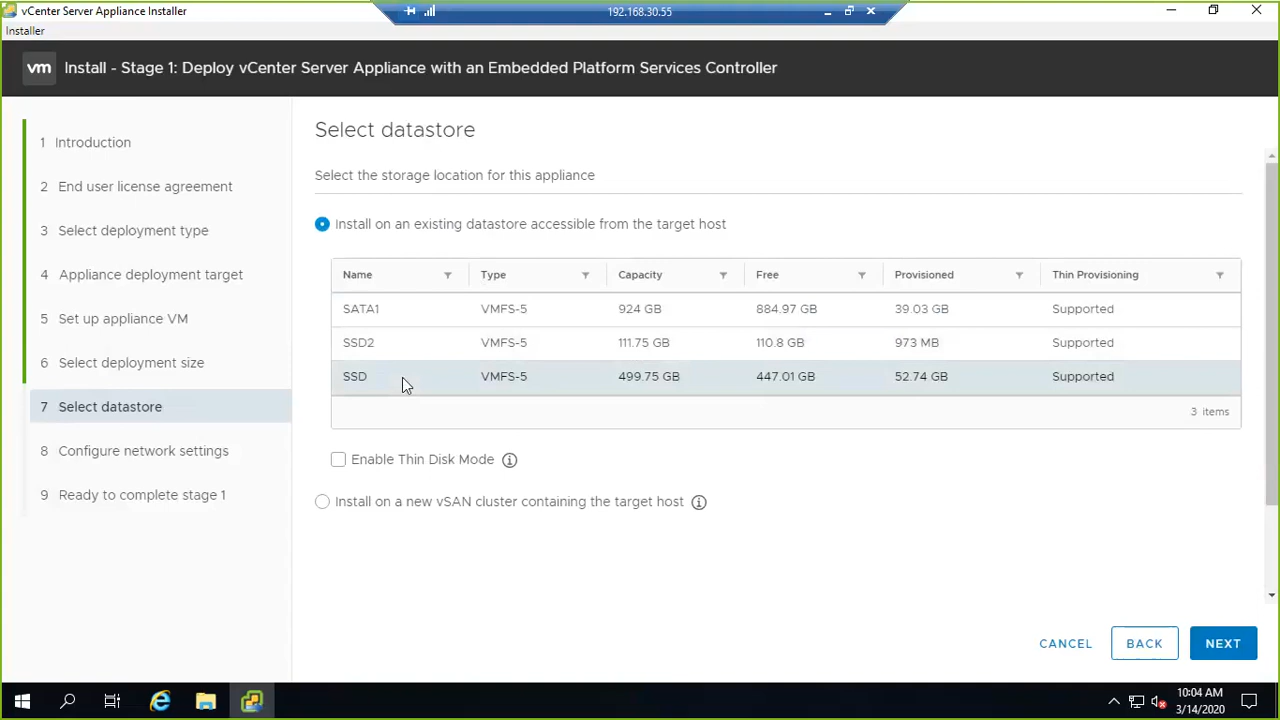 vCenter Server Appliance Installer
192.168.30.55
Installer
vm Install - Stage 1: Deploy vCenter Server Appliance with an Embedded Platform Services Controller
1 Introduction
2 End user license agreement
3 Select deployment type
4 Appliance deployment target
5 Set up appliance VM
6 Select deployment size
7 Select datastore
8 Configure network settings
9 Ready to complete stage 1
Select datastore
Select the storage location for this appliance
Install on an existing datastore accessible from the target host
Name Type Capacity Free Provisioned Thin Provisioning
SATA1 VMFS-5 924 GB 884.97 GB 39.03 GB Supported
SSD2 VMFS-5 111.75 GB 110.8 GB 973 MB Supported
SSD VMFS-5 499.75 GB 447.01 GB 52.74 GB Supported
3 items
Enable Thin Disk Mode
Install on a new vSAN cluster containing the target host
CANCEL BACK NEXT
10:04 AM
3/14/2020